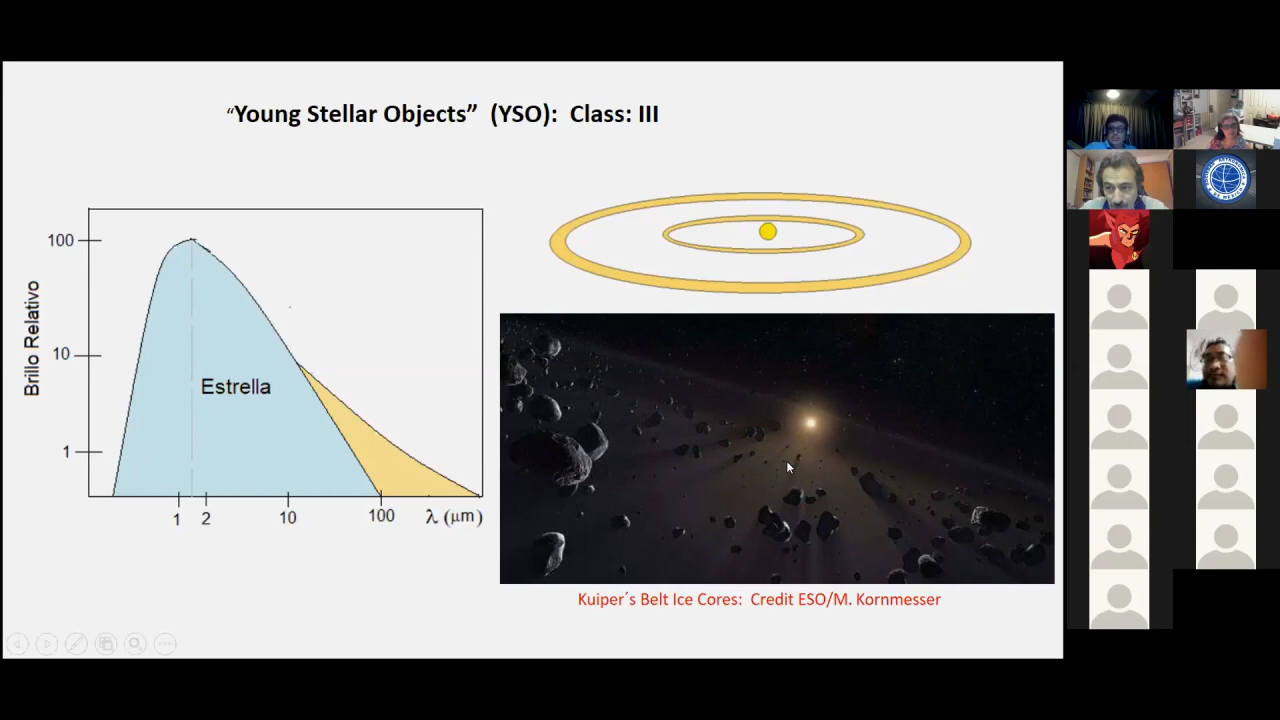 “Young Stellar Objects” (YSO): Class: III
Brillo Relativo
100
10
1
Estrella
1
2
10
100
λ (μm)
Kuiper´s Belt Ice Cores: Credit ESO/M. Kornmesser